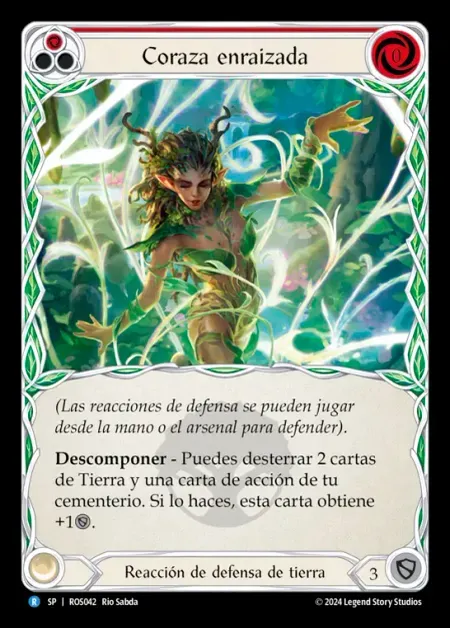 Coraza enraizada
0
(Las reacciones de defensa se pueden jugar
desde la mano o el arsenal para defender).
Descomponer - Puedes desterrar 2 cartas
de Tierra y una carta de acción de tu
cementerio. Si lo haces, esta carta obtiene
+1.
Reacción de defensa de tierra
3
R SP | ROS042 Rio Sabda
© 2024 Legend Story Studios